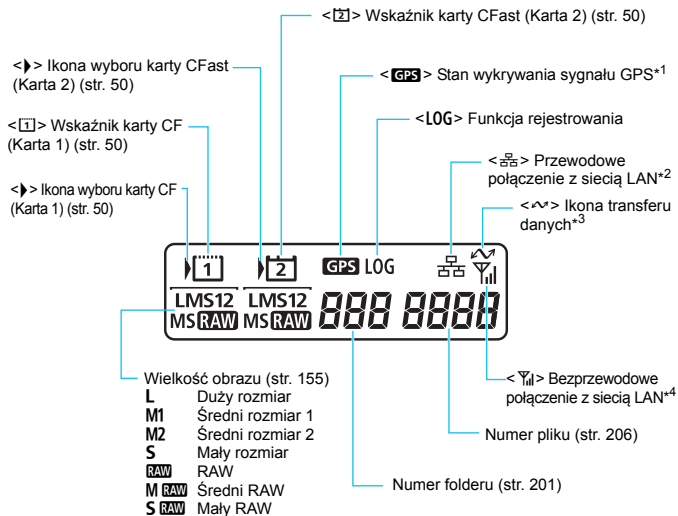 <2> Wskaźnik karty CFast (Karta 2) (str. 50)
<> Ikona wyboru karty CFast
(Karta 2) (str. 50)
<GPS> Stan wykrywania sygnału GPS*1
<1> Wskaźnik karty CF
(Karta 1) (str. 50)
<LOG> Funkcja rejestrowania
<> Przewodowe
połączenie z siecią LAN*2
<> Ikona wyboru karty CF
(Karta 1) (str. 50)
<> Ikona transferu
danych*3
1 2 GPS LOG
LMS12 LMS12
MS RAW MS RAW 888 8888
Wielkość obrazu (str. 155)
L Duży rozmiar
M1 Średni rozmiar 1
M2 Średni rozmiar 2
S Mały rozmiar
RAW RAW
M RAW Średni RAW
S RAW Mały RAW
<> Bezprzewodowe
połączenie z siecią LAN*4
Numer pliku (str. 206)
Numer folderu (str. 201)